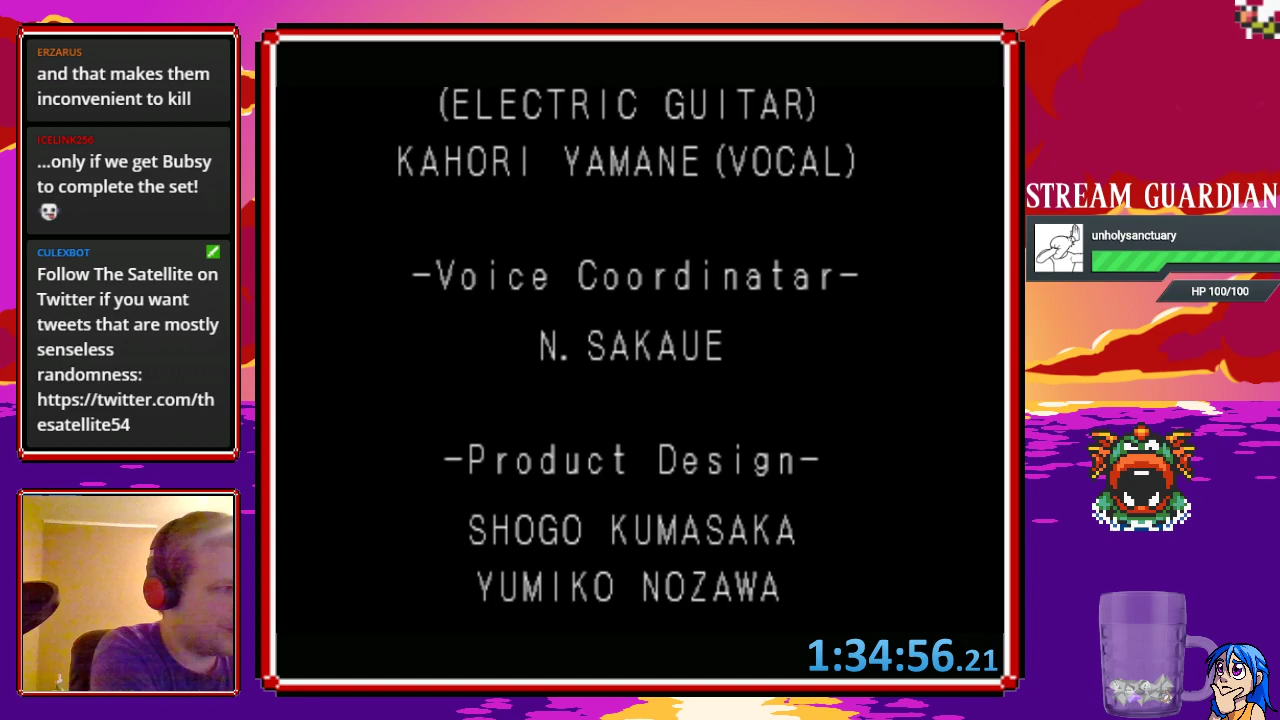 ERZARUS
and that makes them
inconvenient to kill
ICELINK256
...only if we get Bubsy
to complete the set!
CULEXBOT
Follow The Satellite on
Twitter if you want
tweets that are mostly
senseless
randomness:
https://twitter.com/th
esatellite54
(ELECTRIC GUITAR)
KAHORI YAMANE(VOCAL)
-Voice Coordinatar-
N. SAKAUE
-Product Design-
SHOGO KUMASAKA
YUMIKO NOZAWA
1:34:56.21
STREAM GUARDIAN
unholysanctuary
HP 100/100